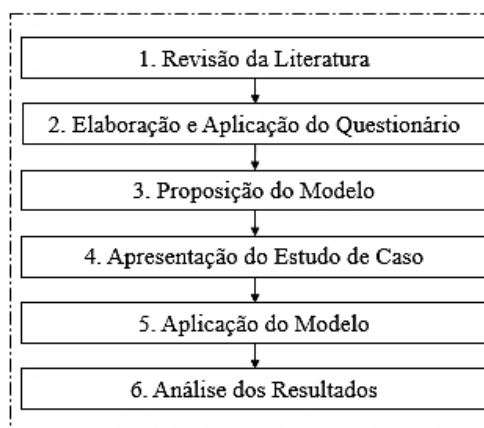 1. Revisão da Literatura
2. Elaboração e Aplicação do Questionário
3. Proposição do Modelo
4. Apresentação do Estudo de Caso
5. Aplicação do Modelo
6. Análise dos Resultados